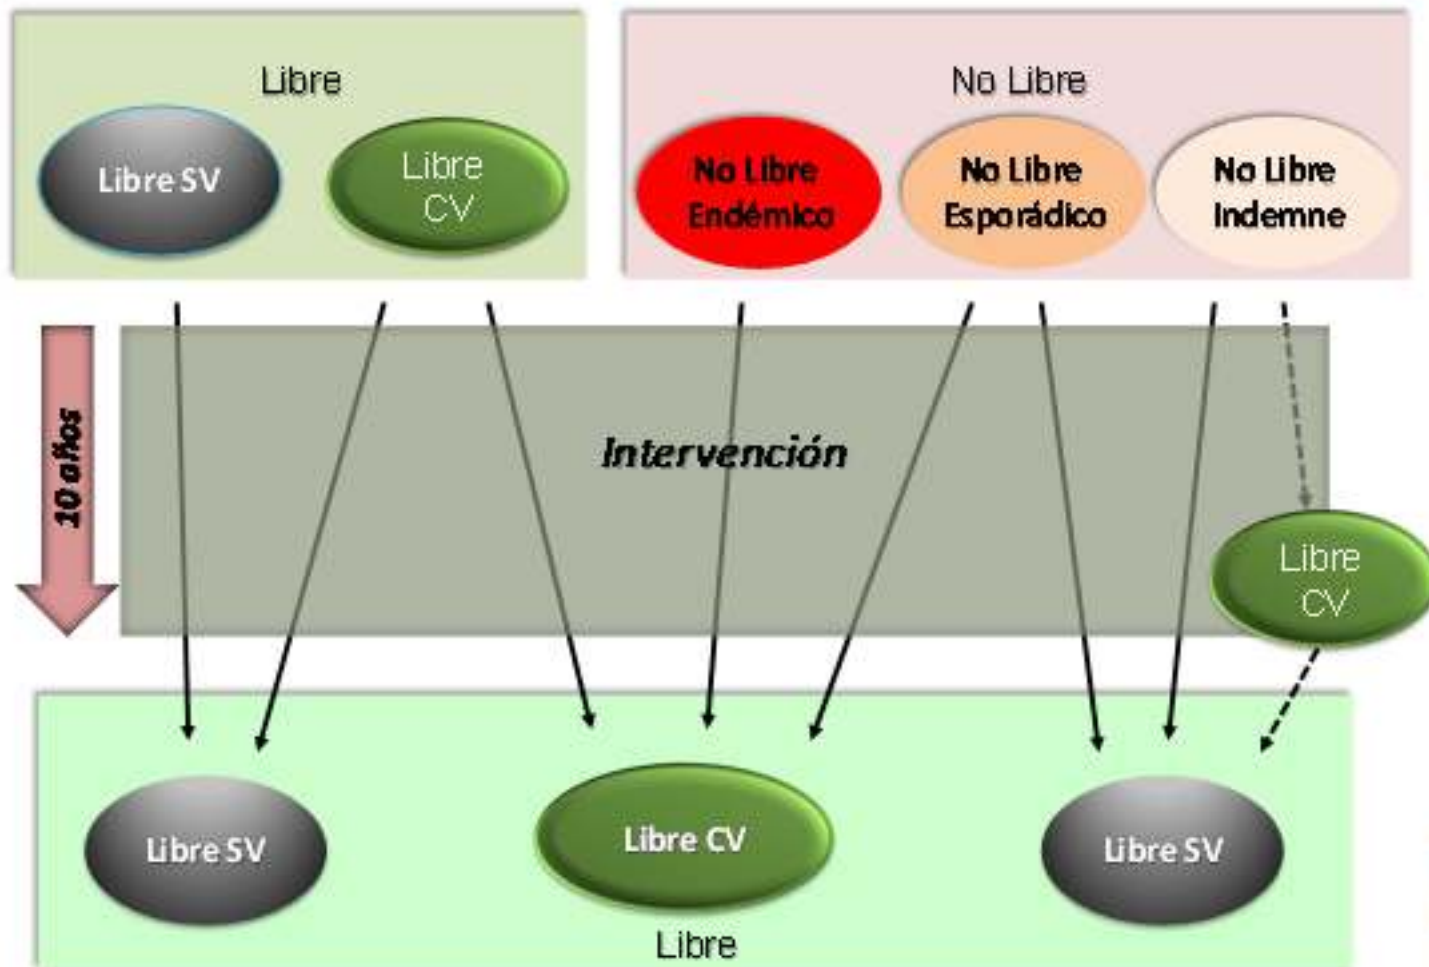 Libre
No Libre
Libre SV
Libre
CV
No Libre
Endémico
No Libre
Esporádico
No Libre
Indemne
10 años
Intervención
Libre
CV
Libre SV
Libre CV
Libre SV
Libre